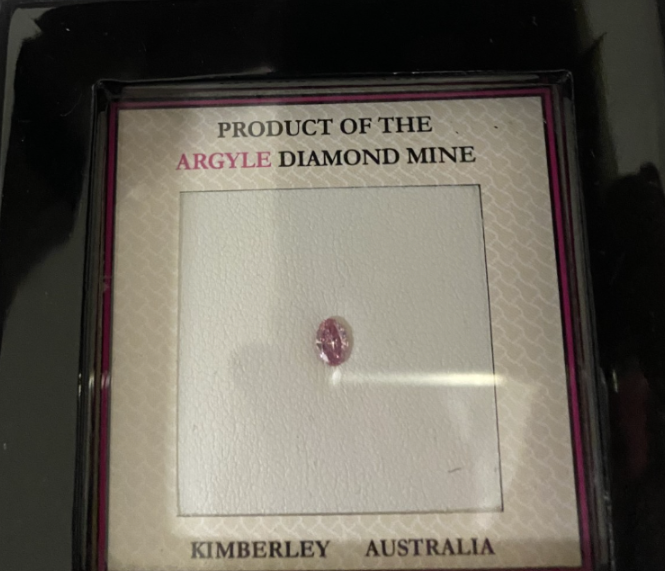 PRODUCT OF THE
ARGYLE DIAMOND MINE
KIMBERLEY AUSTRALIA